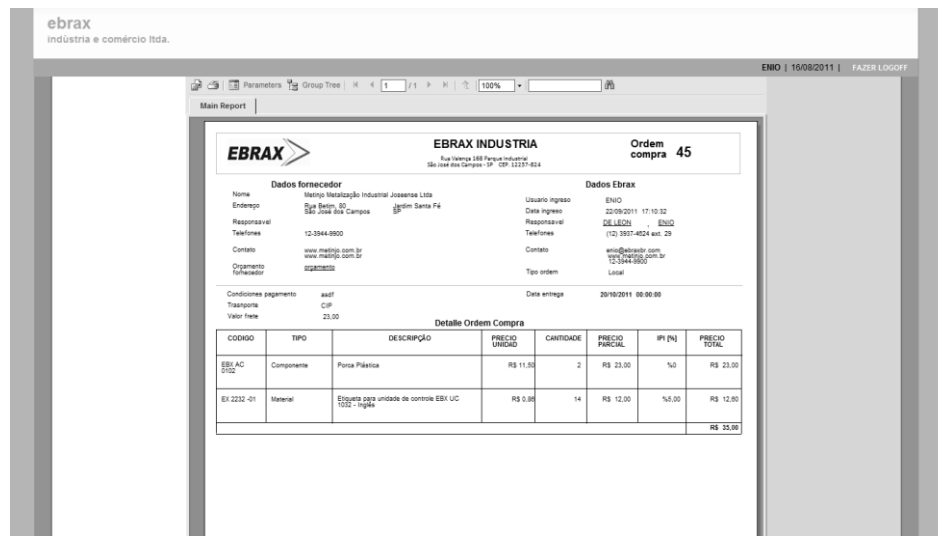 ebrax
indústria e comércio ltda.
ENIO | 16/08/2011 | FAZER LOGOFF
Parameters Group Tree 1 / 1 100%
Main Report
EBRAX
EBRAX INDUSTRIA
Rua Valença 168 Parque Industrial
São José dos Campos - SP CEP. 12237-824
Ordem compra 45
Dados fornecedor
Nome Metinjo Metalização Industrial Joseense Ltda
Endereço Rua Betim, 80 Jardim Santa Fé
São José dos Campos SP
Responsavel
Telefones 12-3944-9900
Contato www.metinjo.com.br
www.metinjo.com.br
Orçamento fornecedor orçamento
Dados Ebrax
Usuario ingreso ENIO
Data ingreso 22/09/2011 17:10:32
Responsavel DE LEON , ENIO
Telefones (12) 3937-4624 ext. 29
Contato enio@ebraxbr.com
www.metinjo.com.br
12-3944-9900
Tipo ordem Local
Condiciones pagamento asdf
Trasnporte CIP
Valor frete 23,00
Data entrega 20/10/2011 00:00:00
Detalle Ordem Compra
CODIGO TIPO DESCRIPÇÃO PRECIO UNIDAD CANTIDADE PRECIO PARCIAL IPI [%] PRECIO TOTAL
EBX AC 0102 Componente Porca Plástica R$ 11,50 2 R$ 23,00 %0 R$ 23,00
EX 2232 -01 Material Etiqueta para unidade de controle EBX UC 1032 - Inglês R$ 0,86 14 R$ 12,00 %5,00 R$ 12,60
R$ 35,00